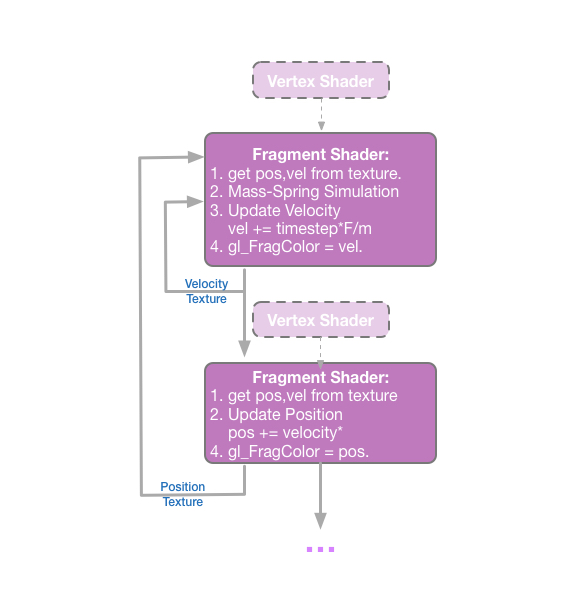 Vertex Shader
Fragment Shader:
1. get pos,vel from texture.
2. Mass-Spring Simulation
3. Update Velocity
vel += timestep*F/m
4. gl_FragColor = vel.
Velocity
Texture
Vertex Shader
Fragment Shader:
1. get pos,vel from texture
2. Update Position
pos += velocity*
4. gl_FragColor = pos.
Position
Texture
...